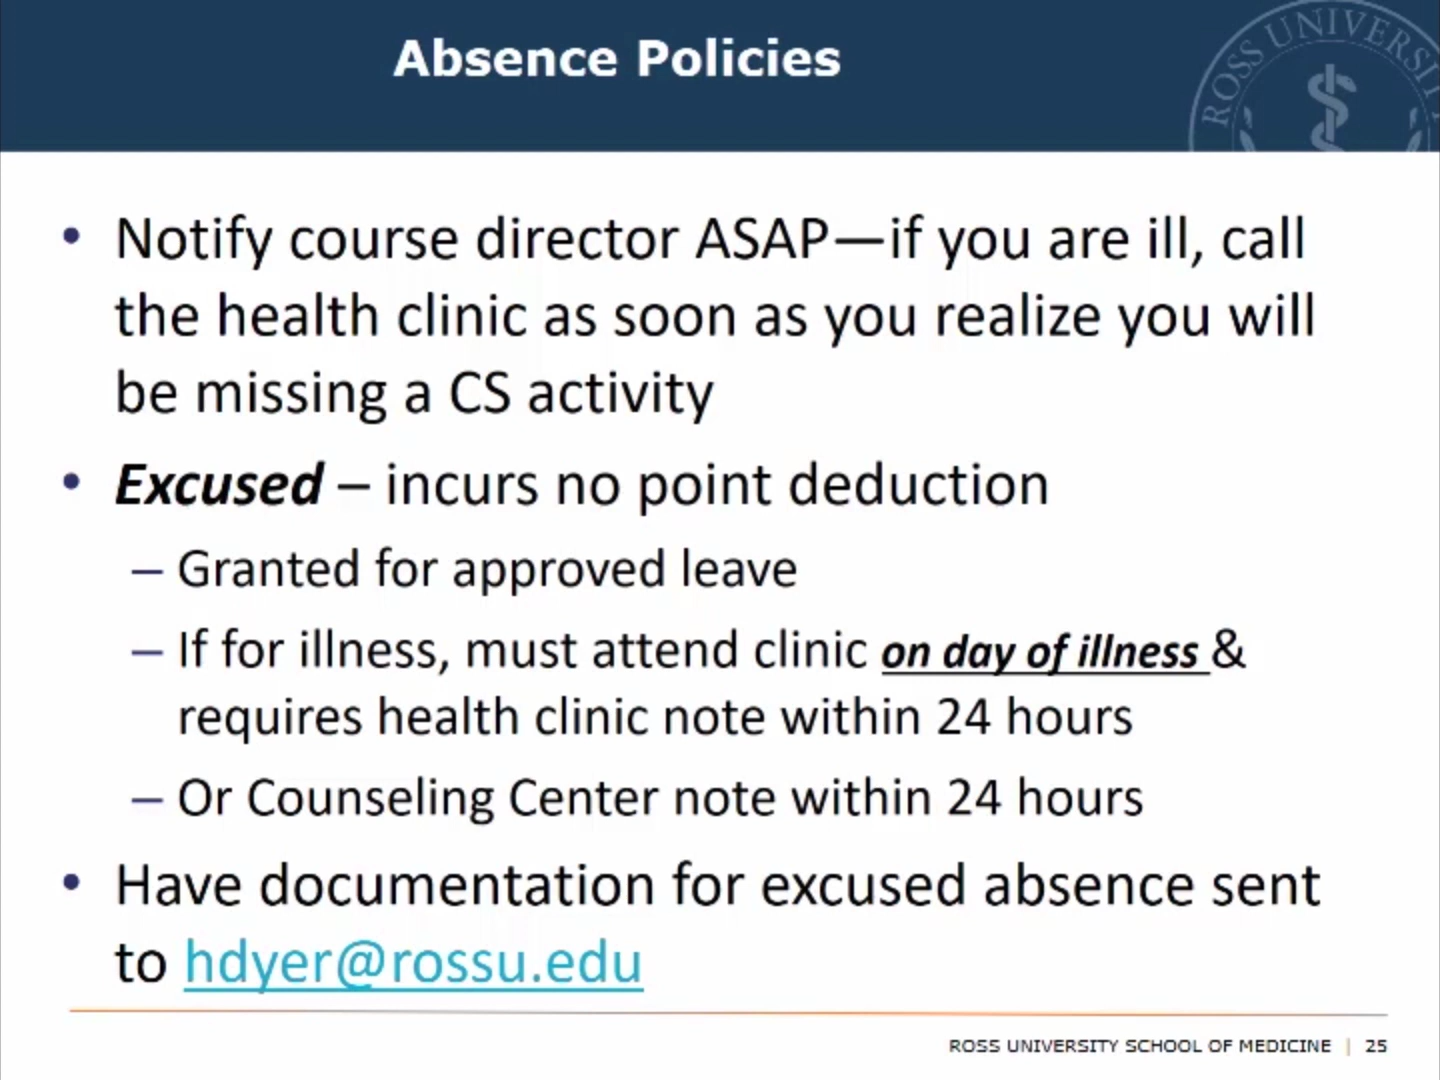 Absence Policies
ROSS UNIVERSITY
• Notify course director ASAP—if you are ill, call
the health clinic as soon as you realize you will
be missing a CS activity
• Excused – incurs no point deduction
– Granted for approved leave
– If for illness, must attend clinic on day of illness &
requires health clinic note within 24 hours
– Or Counseling Center note within 24 hours
• Have documentation for excused absence sent
to hdyer@rossu.edu
ROSS UNIVERSITY SCHOOL OF MEDICINE | 25